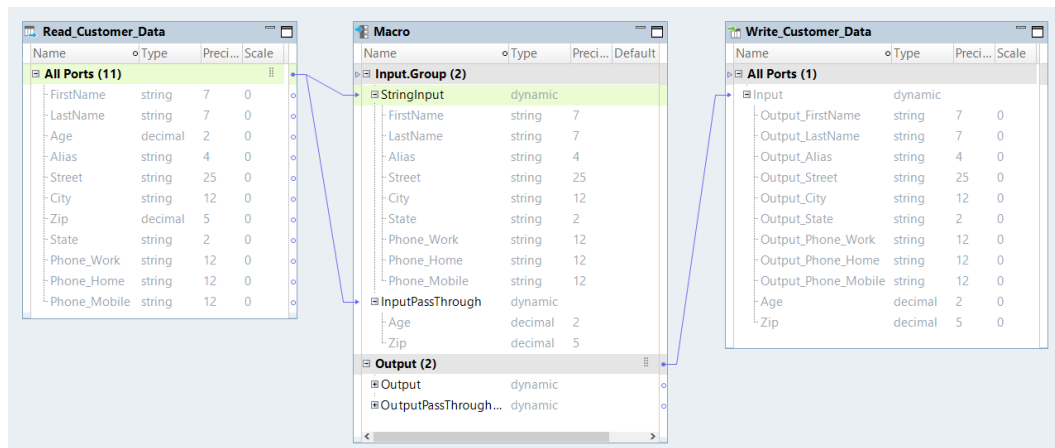 Read_Customer_Data
Name Type Preci... Scale
All Ports (11)
FirstName string 7 0
LastName string 7 0
Age decimal 2 0
Alias string 4 0
Street string 25 0
City string 12 0
Zip decimal 5 0
State string 2 0
Phone_Work string 12 0
Phone_Home string 12 0
Phone_Mobile string 12 0
Macro
Name Type Preci... Default
Input.Group (2)
StringInput dynamic
FirstName string 7
LastName string 7
Alias string 4
Street string 25
City string 12
State string 2
Phone_Work string 12
Phone_Home string 12
Phone_Mobile string 12
InputPassThrough dynamic
Age decimal 2
Zip decimal 5
Output (2)
Output dynamic
OutputPassThrough... dynamic
Write_Customer_Data
Name Type Preci... Scale
All Ports (1)
Input dynamic
Output_FirstName string 7 0
Output_LastName string 7 0
Output_Alias string 4 0
Output_Street string 25 0
Output_City string 12 0
Output_State string 2 0
Output_Phone_Work string 12 0
Output_Phone_Home string 12 0
Output_Phone_Mobile string 12 0
Age decimal 2 0
Zip decimal 5 0